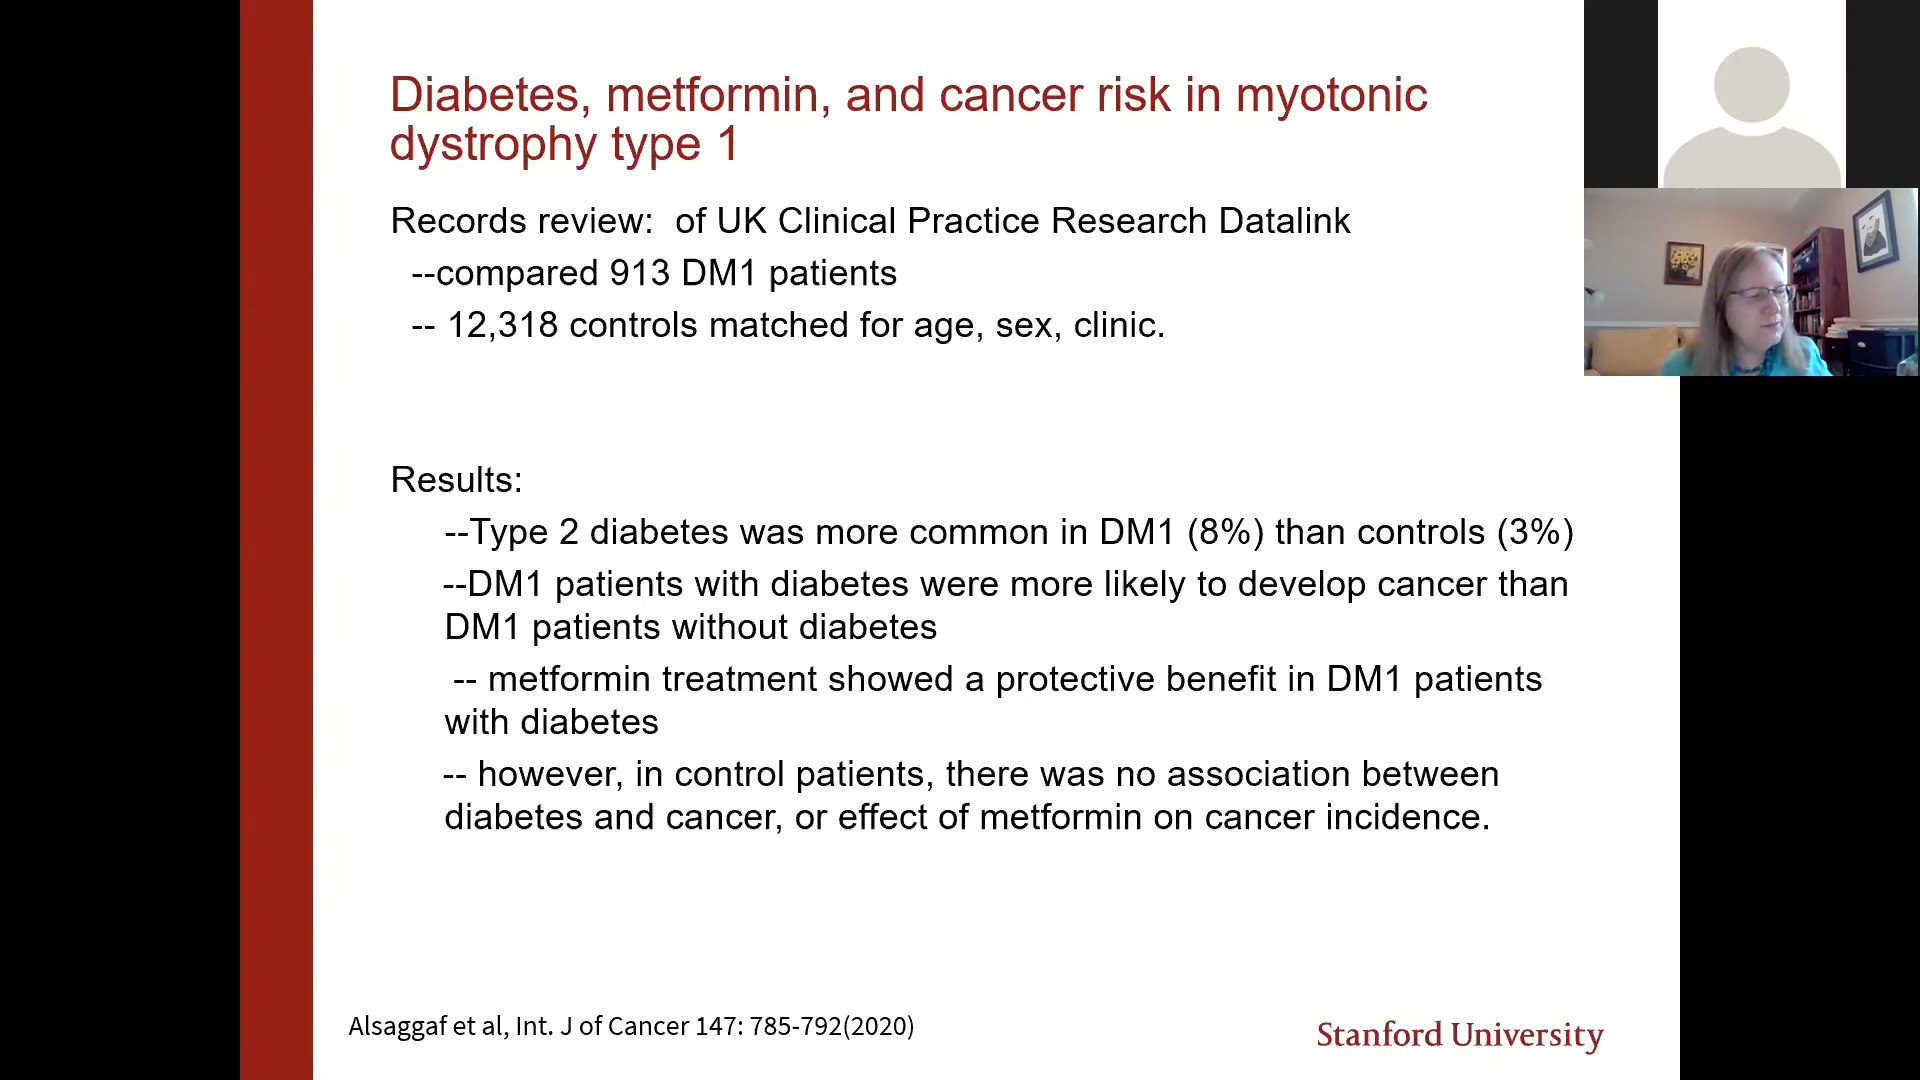 Diabetes, metformin, and cancer risk in myotonic
dystrophy type 1
Records review:  of UK Clinical Practice Research Datalink
--compared 913 DM1 patients
-- 12,318 controls matched for age, sex, clinic.
Results:
--Type 2 diabetes was more common in DM1 (8%) than controls (3%)
--DM1 patients with diabetes were more likely to develop cancer than
DM1 patients without diabetes
-- metformin treatment showed a protective benefit in DM1 patients
with diabetes
-- however, in control patients, there was no association between
diabetes and cancer, or effect of metformin on cancer incidence.
Alsaggaf et al, Int. J of Cancer 147: 785-792(2020)
Stanford University